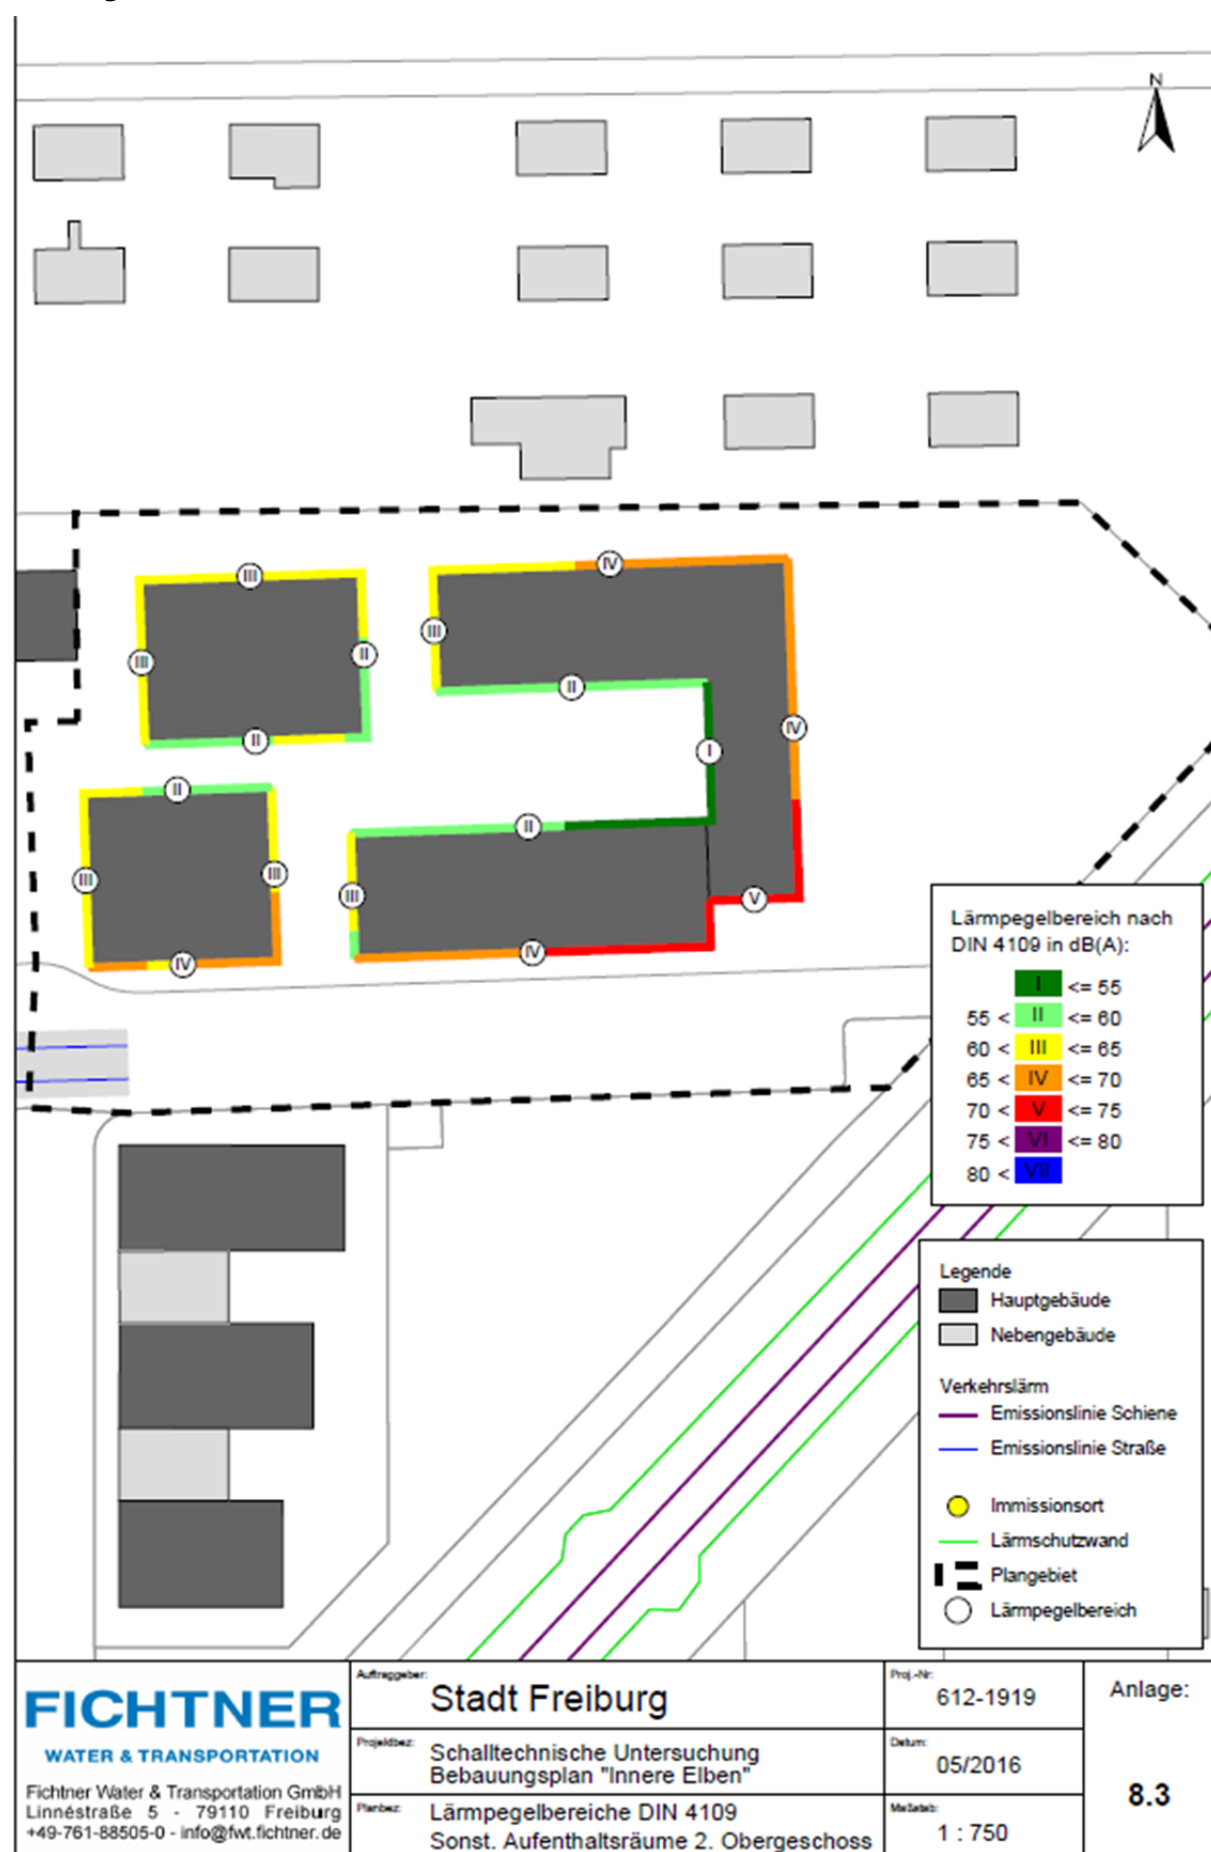 N
III
IV
III
II
III
II
II
IV
I
II
II
II
III
III
III
V
IV
IV
Lärmpegelbereich nach
DIN 4109 in dB(A):
I <= 55
55 < II <= 60
60 < III <= 65
65 < IV <= 70
70 < V <= 75
75 < VI <= 80
80 < VII
Legende
Hauptgebäude
Nebengebäude
Verkehrslärm
Emissionslinie Schiene
Emissionslinie Straße
Immissionsort
Lärmschutzwand
Plangebiet
Lärmpegelbereich
FICHTNER
WATER & TRANSPORTATION
Fichtner Water & Transportation GmbH
Linnéstraße 5 - 79110 Freiburg
+49-761-88505-0 - info@fwt.fichtner.de
Auftraggeber:
Stadt Freiburg
Projektbez:
Schalltechnische Untersuchung
Bebauungsplan "Innere Elben"
Planbez:
Lärmpegelbereiche DIN 4109
Sonst. Aufenthaltsräume 2. Obergeschoss
Proj.-Nr:
612-1919
Datum:
05/2016
Maßstab:
1 : 750
Anlage:
8.3